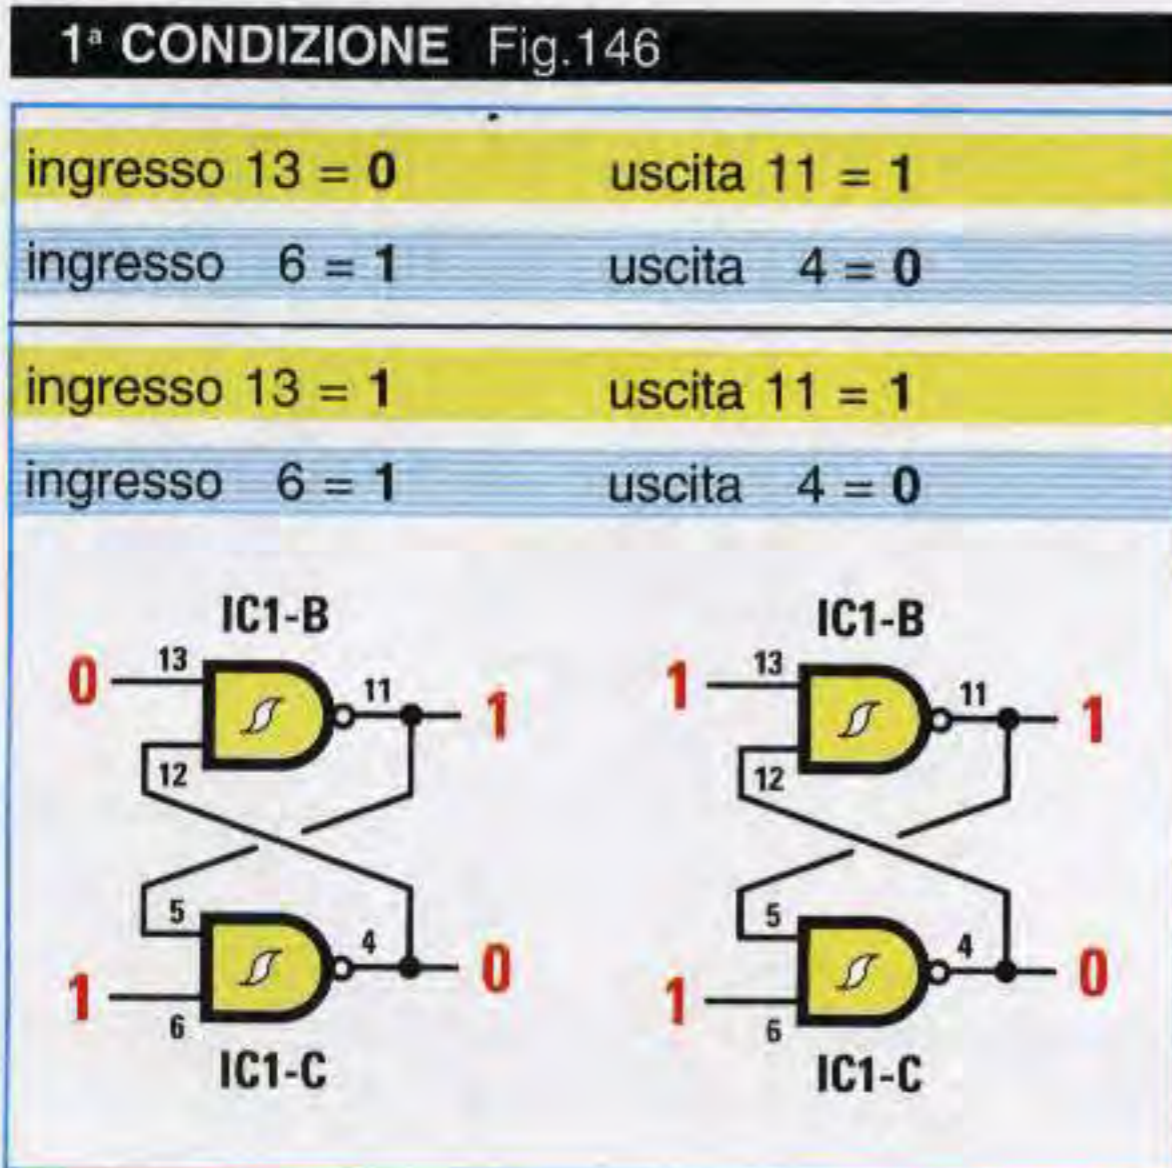 1ª CONDIZIONE Fig.146
ingresso 13 = 0 uscita 11 = 1
ingresso 6 = 1 uscita 4 = 0
ingresso 13 = 1 uscita 11 = 1
ingresso 6 = 1 uscita 4 = 0
IC1-B
0 13 11 1
12
5
1 6 4 0
IC1-C
IC1-B
1 13 11 1
12
5
1 6 4 0
IC1-C